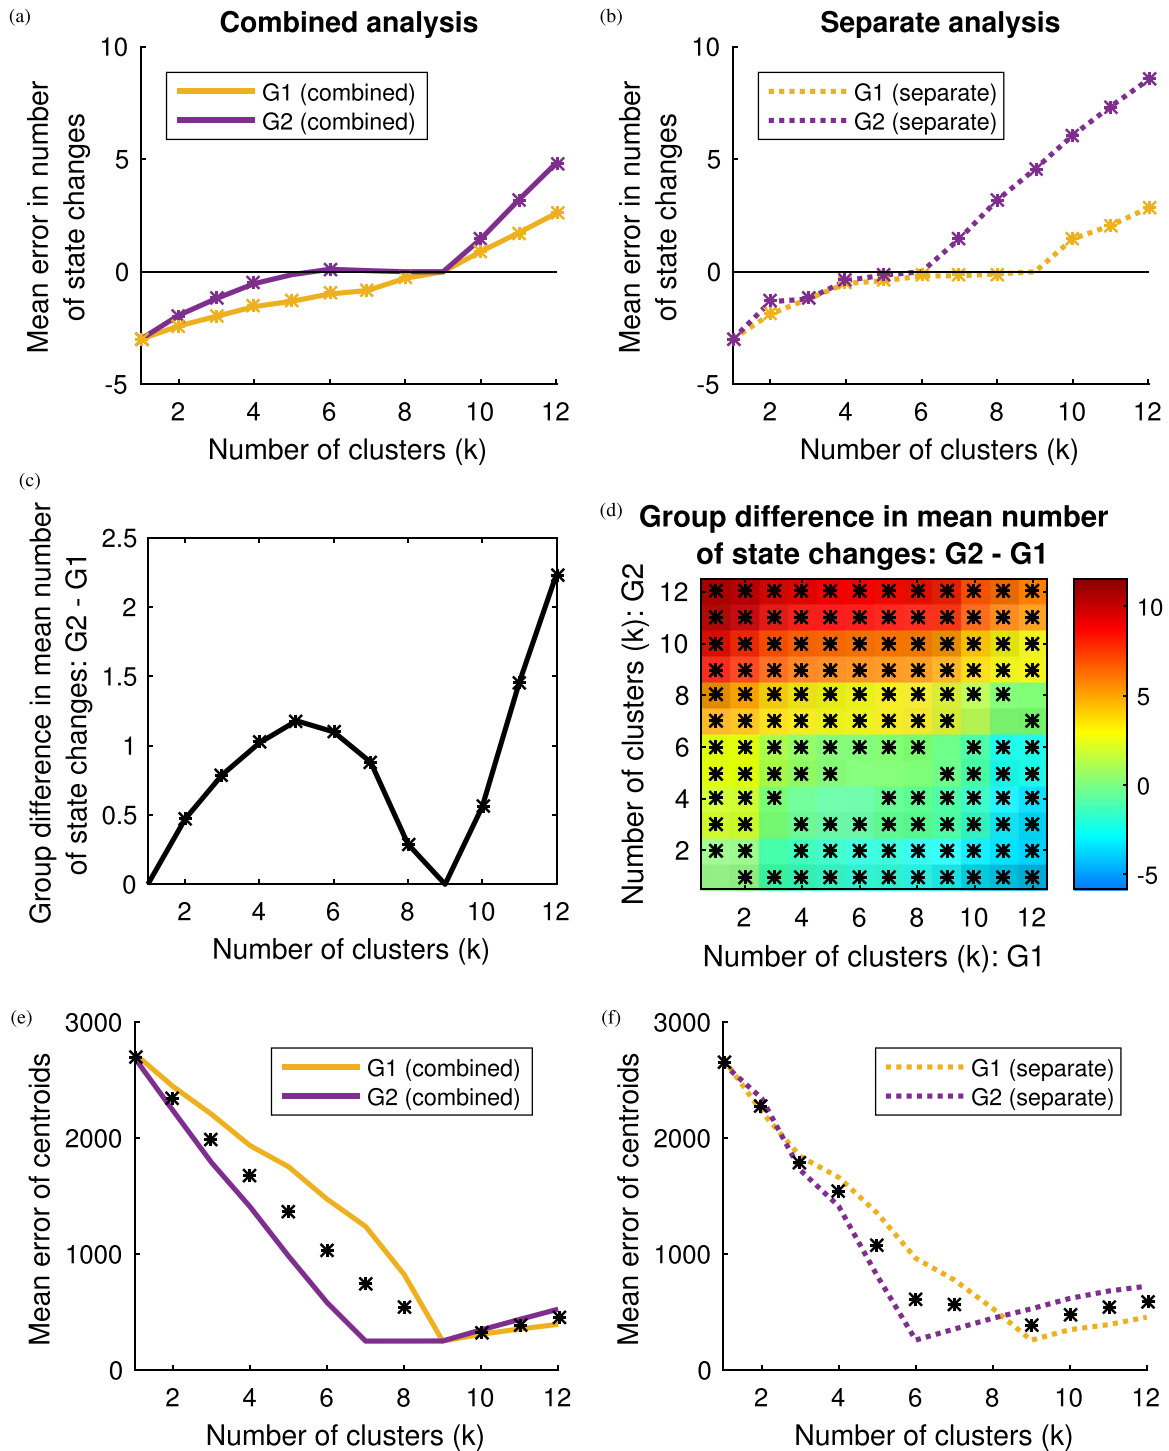 (a)
Combined analysis
Mean error in number
of state changes
10
5
0
-5
G1 (combined)
G2 (combined)
2 4 6 8 10 12
Number of clusters (k)
(b)
Separate analysis
Mean error in number
of state changes
10
5
0
-5
G1 (separate)
G2 (separate)
2 4 6 8 10 12
Number of clusters (k)
(c)
Group difference in mean number
of state changes: G2 - G1
2.5
2
1.5
1
0.5
0
2 4 6 8 10 12
Number of clusters (k)
(d)
Group difference in mean number
of state changes: G2 - G1
Number of clusters (k): G2
12
10
8
6
4
2
2 4 6 8 10 12
Number of clusters (k): G1
10
5
0
-5
(e)
Mean error of centroids
3000
2000
1000
0
G1 (combined)
G2 (combined)
2 4 6 8 10 12
Number of clusters (k)
(f)
Mean error of centroids
3000
2000
1000
0
G1 (separate)
G2 (separate)
2 4 6 8 10 12
Number of clusters (k)